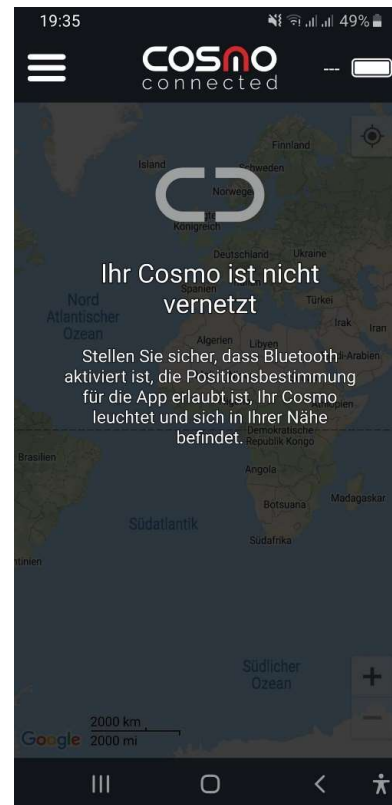 19:35
49%
COSMO
connected
---
Finnland
Island
Schweden
Norwegen
Königreich
Ihr Cosmo ist nicht
vernetzt
Deutschland
Ukraine
Spanien
Türkei
Nord
Atlantischer
Ozean
Irak
Iran
Algerien
Libyen
Stellen Sie sicher, dass Bluetooth
aktiviert ist, die Positionsbestimmung
für die App erlaubt ist, Ihr Cosmo
leuchtet und sich in Ihrer Nähe
befindet.
Demokratische
Republik Kongo
Brasilien
Angola
Botsuana
Madagaskar
Südatlantik
Südafrika
Südlicher
Ozean
2000 km
Google
2000 mi